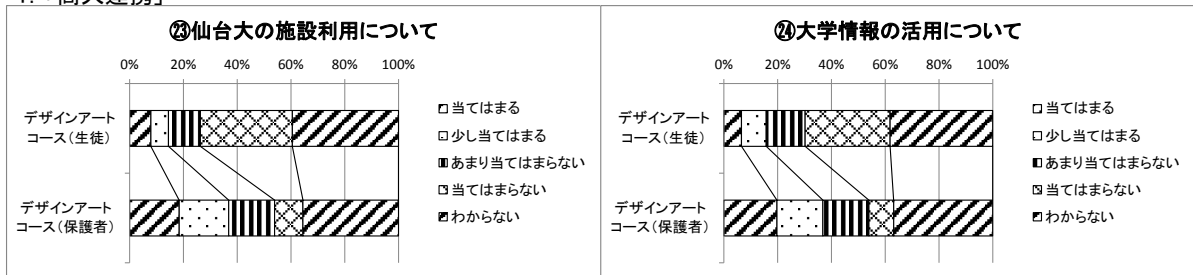 ㉓仙台大の施設利用について
0% 20% 40% 60% 80% 100%
デザインアート
コース(生徒)
デザインアート
コース(保護者)
当てはまる
少し当てはまる
あまり当てはまらない
当てはまらない
わからない
㉔大学情報の活用について
0% 20% 40% 60% 80% 100%
デザインアート
コース(生徒)
デザインアート
コース(保護者)
当てはまる
少し当てはまる
あまり当てはまらない
当てはまらない
わからない